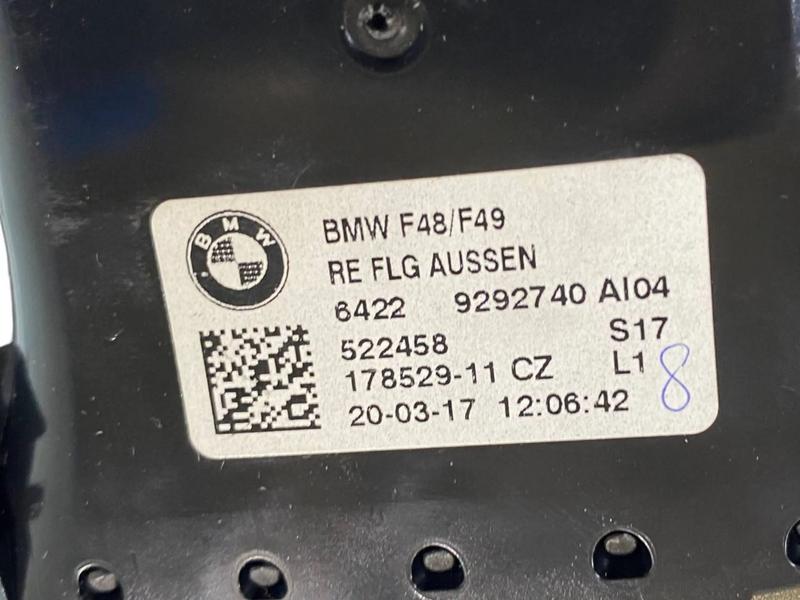 BMW
BMW F48/F49
RE FLG AUSSEN
6422 9292740 AI04
522458 S17
178529-11 CZ L1
20-03-17 12:06:42
8